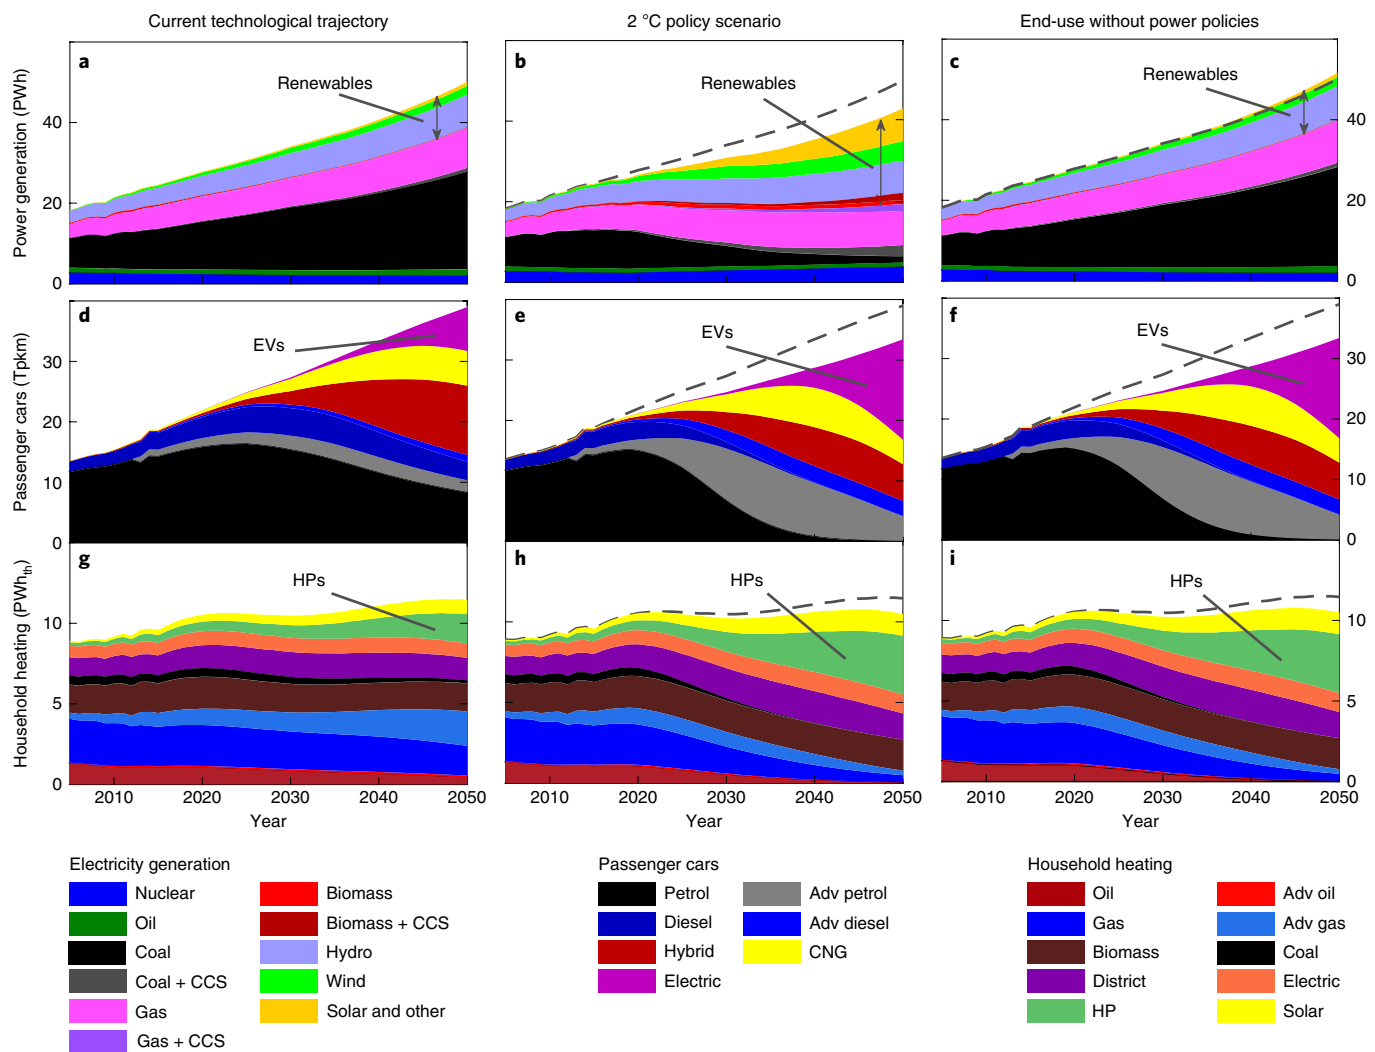 Current technological trajectory
2 °C policy scenario
End-use without power policies
a
b
c
Renewables
Renewables
Renewables
Power generation (PWh)
40
20
0
40
20
0
d
e
f
EVs
EVs
EVs
Passenger cars (Tpkm)
30
20
10
0
30
20
10
0
g
h
i
HPs
HPs
HPs
Household heating (PWh_th)
10
5
0
10
5
0
2010 2020 2030 2040 2050
2010 2020 2030 2040 2050
2010 2020 2030 2040 2050
Year
Year
Year
Electricity generation
Nuclear
Oil
Coal
Coal + CCS
Gas
Gas + CCS
Biomass
Biomass + CCS
Hydro
Wind
Solar and other
Passenger cars
Petrol
Diesel
Hybrid
Electric
Adv petrol
Adv diesel
CNG
Household heating
Oil
Gas
Biomass
District
HP
Adv oil
Adv gas
Coal
Electric
Solar